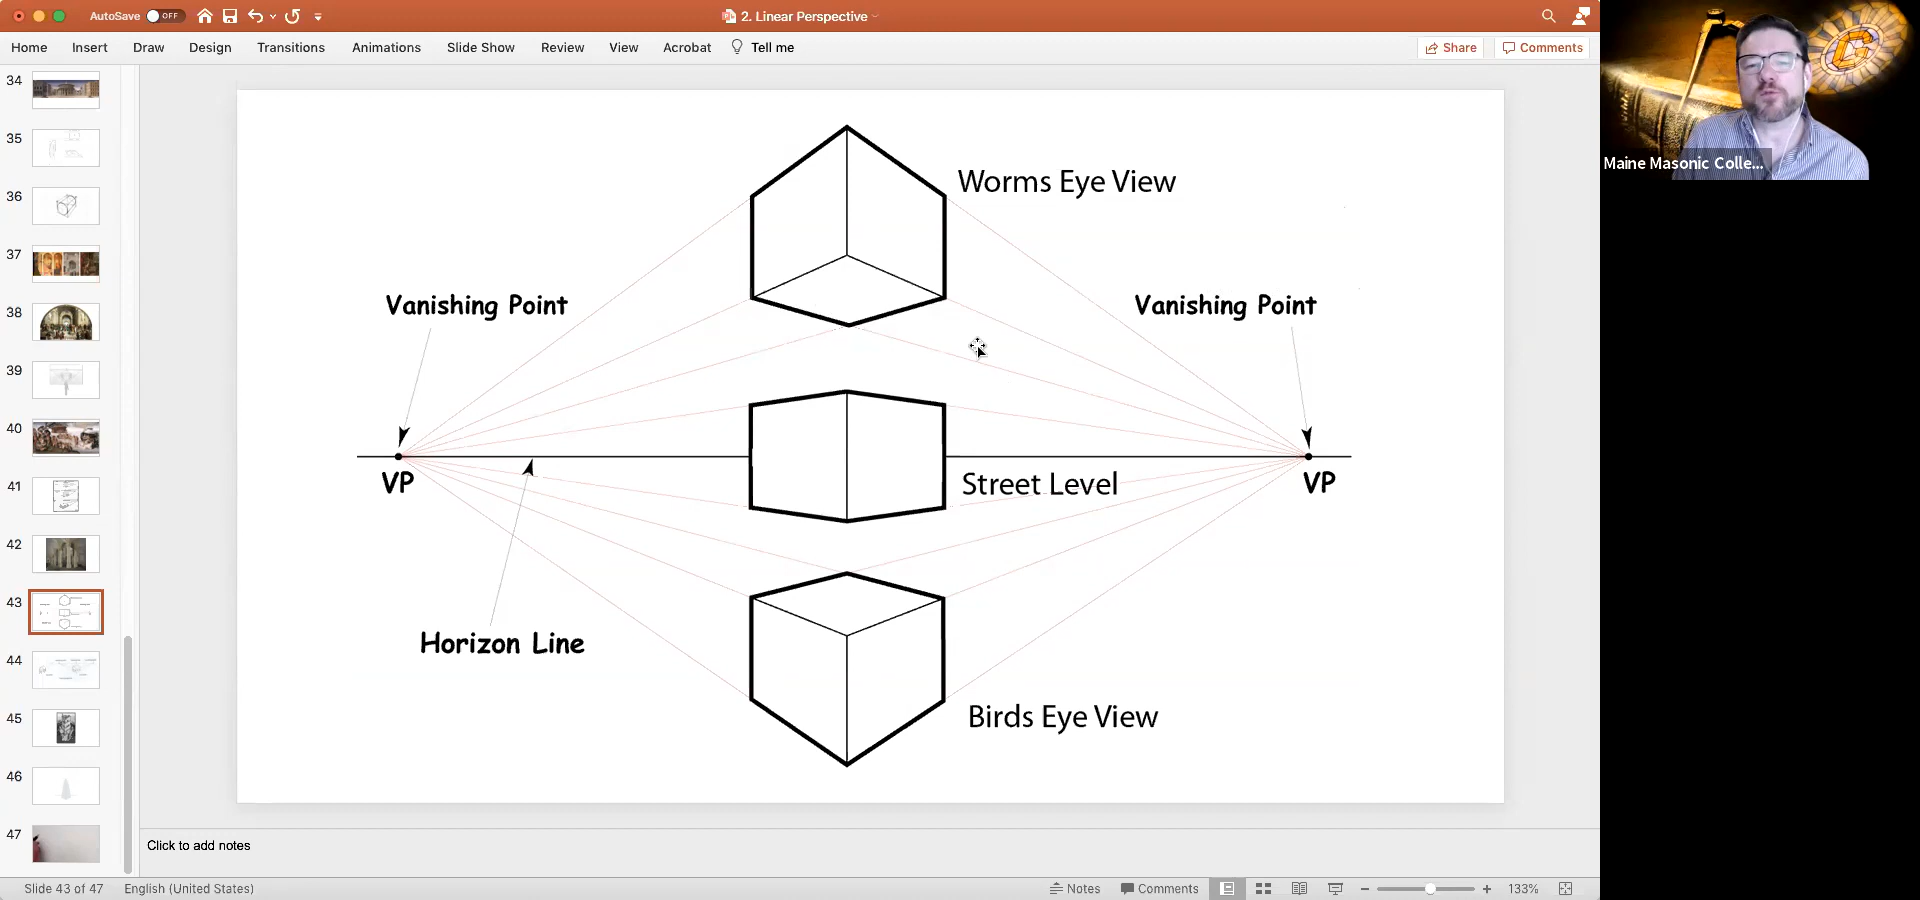 AutoSave OFF
2. Linear Perspective
Home Insert Draw Design Transitions Animations Slide Show Review View Acrobat Tell me
Share Comments
34
35
36
37
38
39
40
41
42
43
44
45
46
47
Worms Eye View
Vanishing Point
Vanishing Point
VP
VP
Street Level
Horizon Line
Birds Eye View
Click to add notes
Slide 43 of 47 English (United States)
Notes Comments 133%
Maine Masonic Colle...